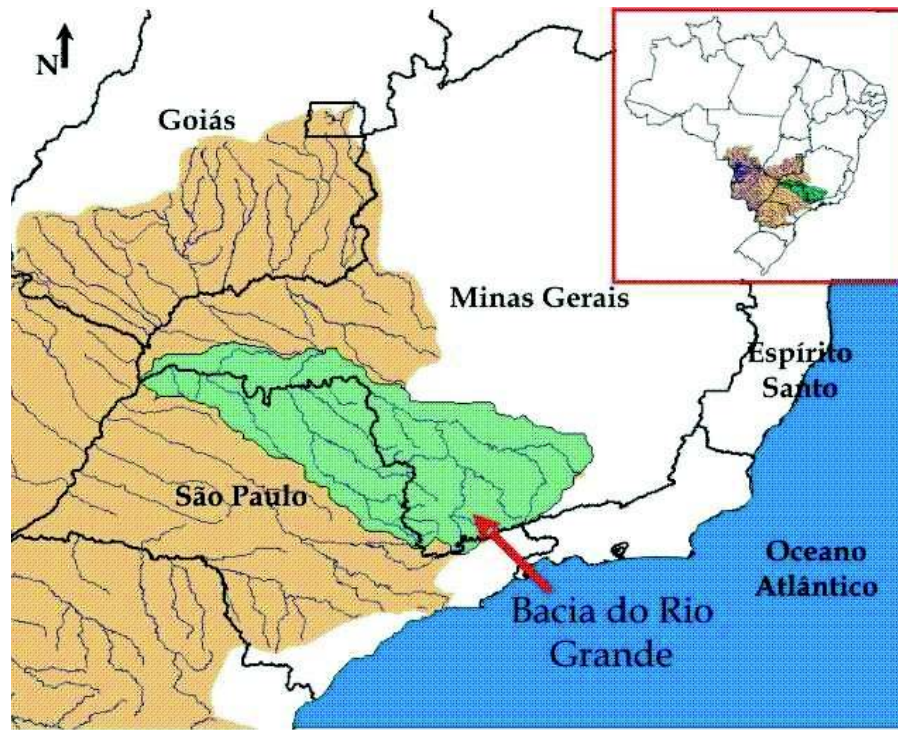 N
Goiás
Minas Gerais
Espírito
Santo
São Paulo
Oceano
Atlântico
Bacia do Rio
Grande